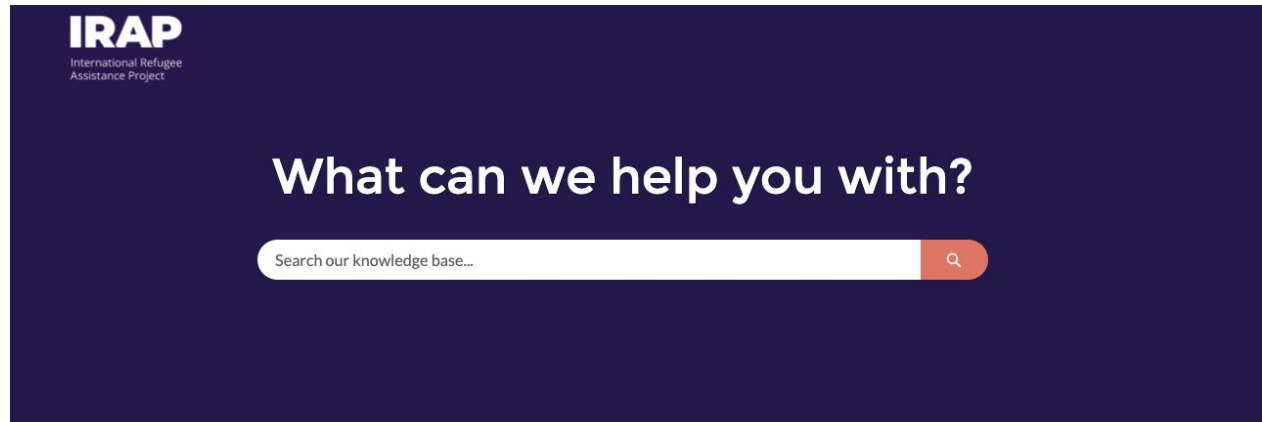 IRAP
International Refugee
Assistance Project
What can we help you with?
Search our knowledge base...